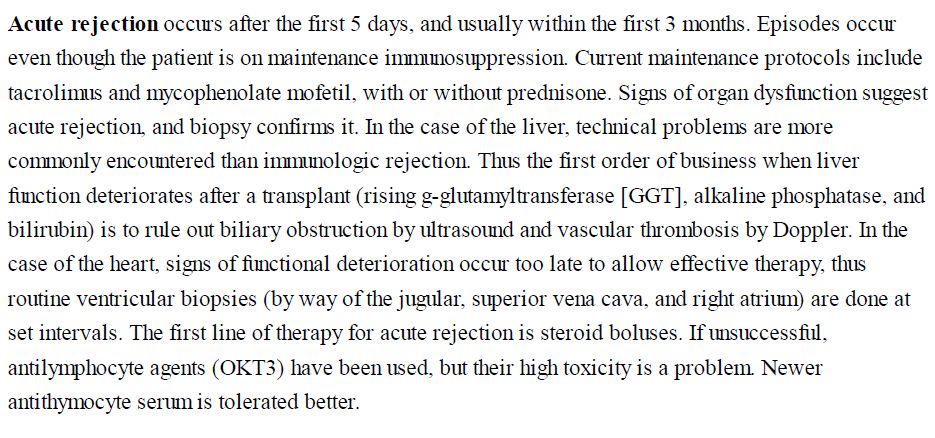 Acute rejection occurs after the first 5 days, and usually within the first 3 months. Episodes occur
even though the patient is on maintenance immunosuppression. Current maintenance protocols include
tacrolimus and mycophenolate mofetil, with or without prednisone. Signs of organ dysfunction suggest
acute rejection, and biopsy confirms it. In the case of the liver, technical problems are more
commonly encountered than immunologic rejection. Thus the first order of business when liver
function deteriorates after a transplant (rising g-glutamyltransferase [GGT], alkaline phosphatase, and
bilirubin) is to rule out biliary obstruction by ultrasound and vascular thrombosis by Doppler. In the
case of the heart, signs of functional deterioration occur too late to allow effective therapy, thus
routine ventricular biopsies (by way of the jugular, superior vena cava, and right atrium) are done at
set intervals. The first line of therapy for acute rejection is steroid boluses. If unsuccessful,
antilymphocyte agents (OKT3) have been used, but their high toxicity is a problem. Newer
antithymocyte serum is tolerated better.